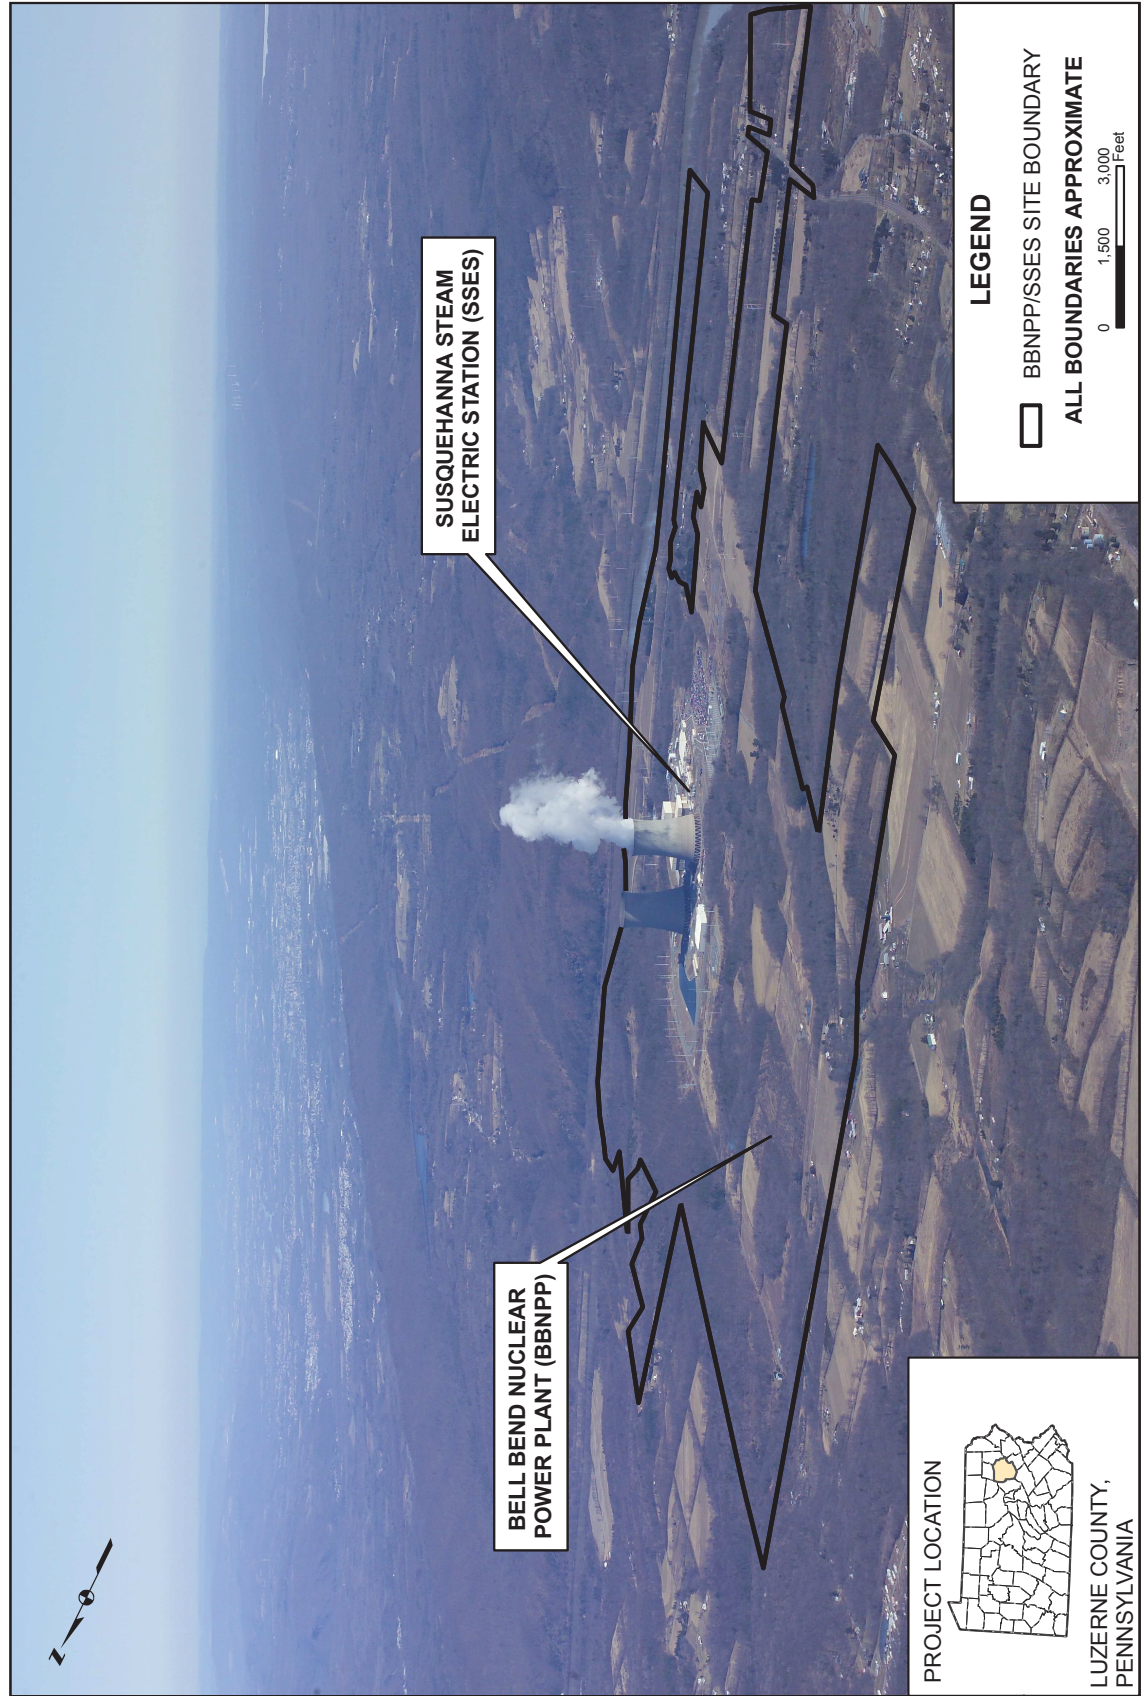 N
SUSQUEHANNA STEAM
ELECTRIC STATION (SSES)
BELL BEND NUCLEAR
POWER PLANT (BBNPP)
PROJECT LOCATION
LUZERNE COUNTY,
PENNSYLVANIA
LEGEND
BBNPP/SSES SITE BOUNDARY
ALL BOUNDARIES APPROXIMATE
0 1,500 3,000
Feet